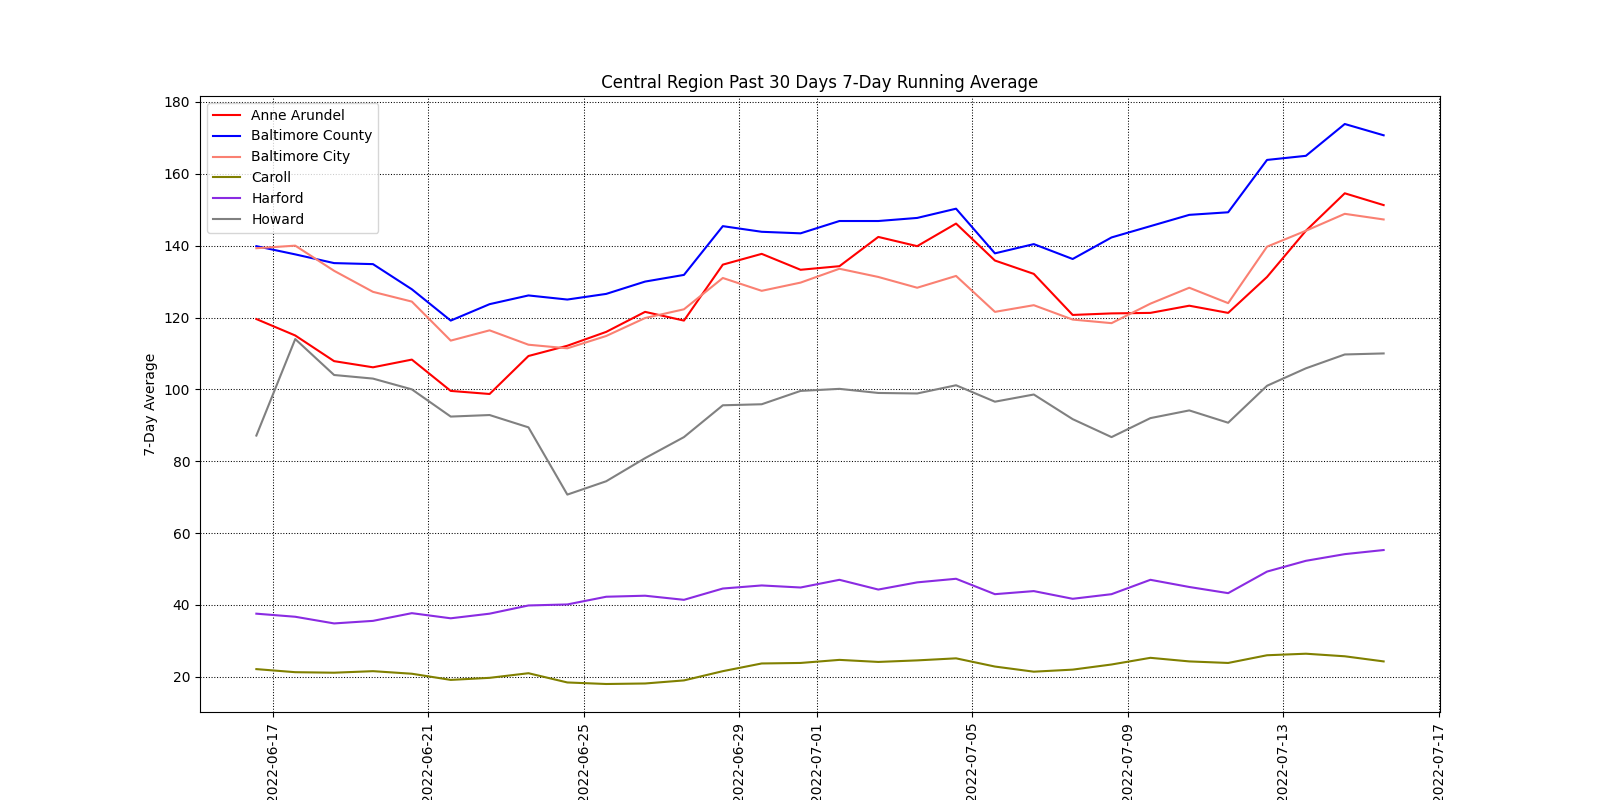 Central Region Past 30 Days 7-Day Running Average
180
160
140
120
100
80
60
40
20
7-Day Average
Anne Arundel
Baltimore County
Baltimore City
Caroll
Harford
Howard
2022-06-17
2022-06-21
2022-06-25
2022-06-29
2022-07-01
2022-07-05
2022-07-09
2022-07-13
2022-07-17